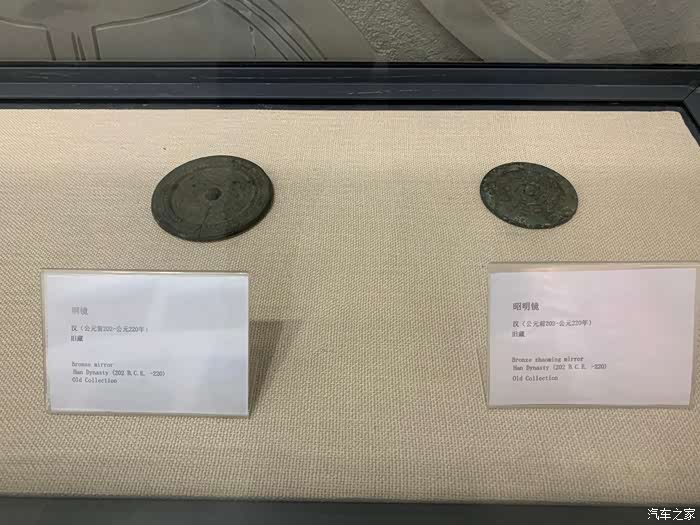 明镜
汉（公元前202-公元220年）
旧藏
Bronze mirror
Han Dynasty (202 B.C.E. -220)
Old Collection
昭明镜
汉（公元前202-公元220年）
旧藏
Bronze zhaoming mirror
Han Dynasty (202 B.C.E. -220)
Old Collection
汽车之家